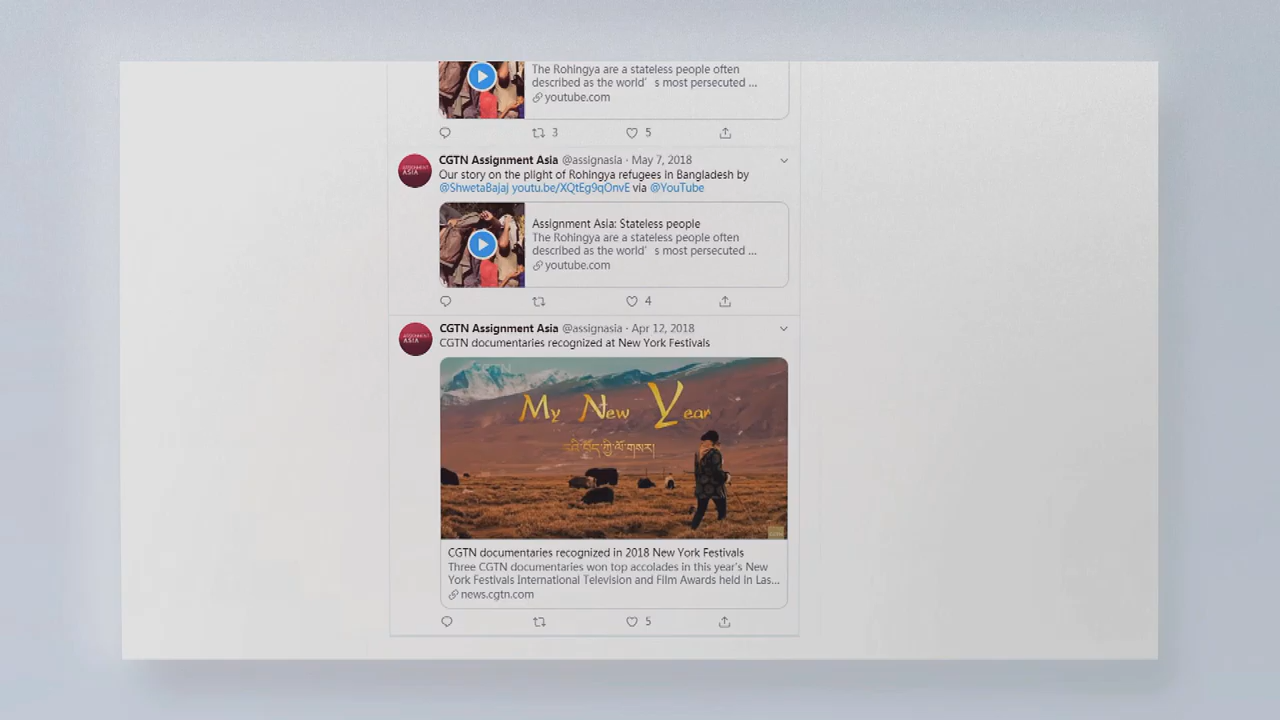 The Rohingya are a stateless people often
described as the world's most persecuted ...
youtube.com
3 5
CGTN Assignment Asia @assignasia · May 7, 2018
Our story on the plight of Rohingya refugees in Bangladesh by
@ShwetaBajaj youtu.be/XQtEg9qOnvE via @YouTube
Assignment Asia: Stateless people
The Rohingya are a stateless people often
described as the world's most persecuted ...
youtube.com
4
CGTN Assignment Asia @assignasia · Apr 12, 2018
CGTN documentaries recognized at New York Festivals
My New Year
CGTN documentaries recognized in 2018 New York Festivals
Three CGTN documentaries won top accolades in this year's New
York Festivals International Television and Film Awards held in Las...
news.cgtn.com
5